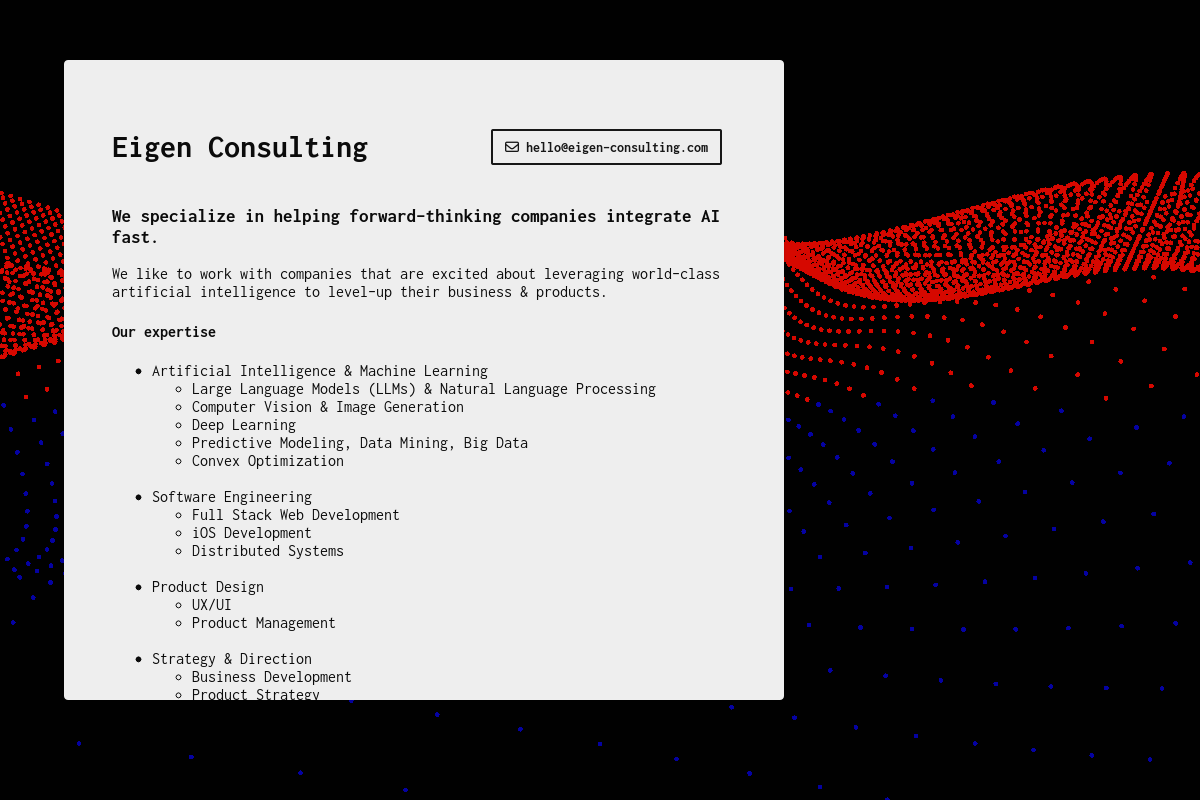 Eigen Consulting
hello@eigen-consulting.com
We specialize in helping forward-thinking companies integrate AI
fast.
We like to work with companies that are excited about leveraging world-class
artificial intelligence to level-up their business & products.
Our expertise
Artificial Intelligence & Machine Learning
Large Language Models (LLMs) & Natural Language Processing
Computer Vision & Image Generation
Deep Learning
Predictive Modeling, Data Mining, Big Data
Convex Optimization
Software Engineering
Full Stack Web Development
iOS Development
Distributed Systems
Product Design
UX/UI
Product Management
Strategy & Direction
Business Development
Product Strategy